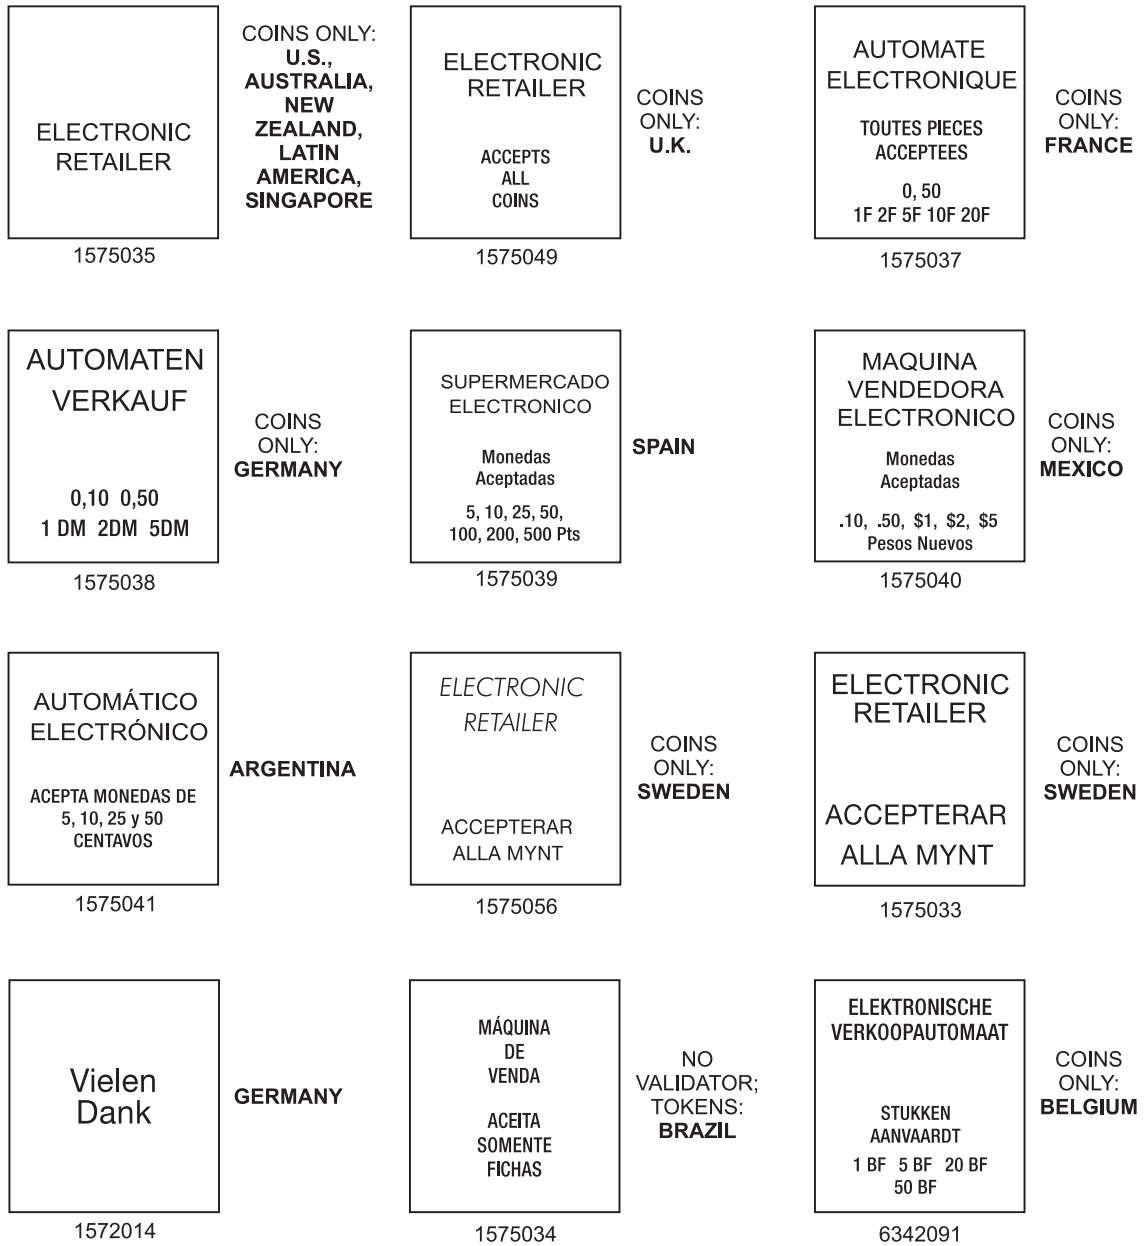 ELECTRONIC
RETAILER
1575035
COINS ONLY:
U.S.,
AUSTRALIA,
NEW
ZEALAND,
LATIN
AMERICA,
SINGAPORE
ELECTRONIC
RETAILER
ACCEPTS
ALL
COINS
1575049
COINS
ONLY:
U.K.
AUTOMATE
ELECTRONIQUE
TOUTES PIECES
ACCEPTEES
0, 50
1F 2F 5F 10F 20F
1575037
COINS
ONLY:
FRANCE
AUTOMATEN
VERKAUF
0,10 0,50
1 DM 2DM 5DM
1575038
COINS
ONLY:
GERMANY
SUPERMERCADO
ELECTRONICO
Monedas
Aceptadas
5, 10, 25, 50,
100, 200, 500 Pts
1575039
SPAIN
MAQUINA
VENDEDORA
ELECTRONICO
Monedas
Aceptadas
.10, .50, $1, $2, $5
Pesos Nuevos
1575040
COINS
ONLY:
MEXICO
AUTOMÁTICO
ELECTRÓNICO
ACEPTA MONEDAS DE
5, 10, 25 y 50
CENTAVOS
1575041
ARGENTINA
ELECTRONIC
RETAILER
ACCEPTERAR
ALLA MYNT
1575056
COINS
ONLY:
SWEDEN
ELECTRONIC
RETAILER
ACCEPTERAR
ALLA MYNT
1575033
COINS
ONLY:
SWEDEN
Vielen
Dank
1572014
GERMANY
MÁQUINA
DE
VENDA
ACEITA
SOMENTE
FICHAS
1575034
NO
VALIDATOR;
TOKENS:
BRAZIL
ELEKTRONISCHE
VERKOOPAUTOMAAT
STUKKEN
AANVAARDT
1 BF 5 BF 20 BF
50 BF
6342091
COINS
ONLY:
BELGIUM